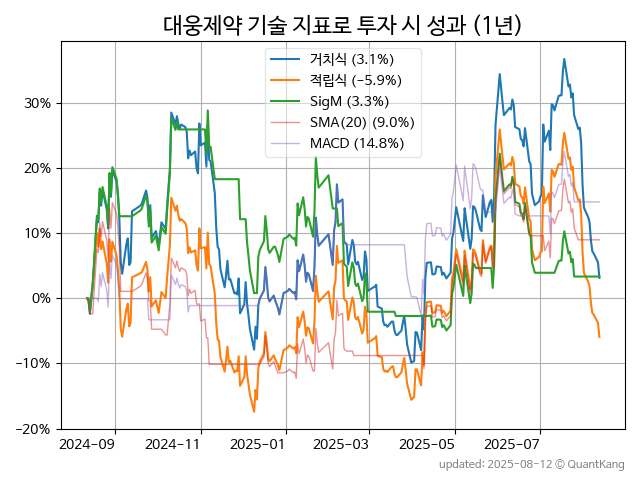 대웅제약 기술 지표로 투자 시 성과 (1년)
거치식 (3.1%)
적립식 (-5.9%)
SigM (3.3%)
SMA(20) (9.0%)
MACD (14.8%)
30%
20%
10%
0%
-10%
-20%
2024-09 2024-11 2025-01 2025-03 2025-05 2025-07
updated: 2025-08-12 © QuantKang